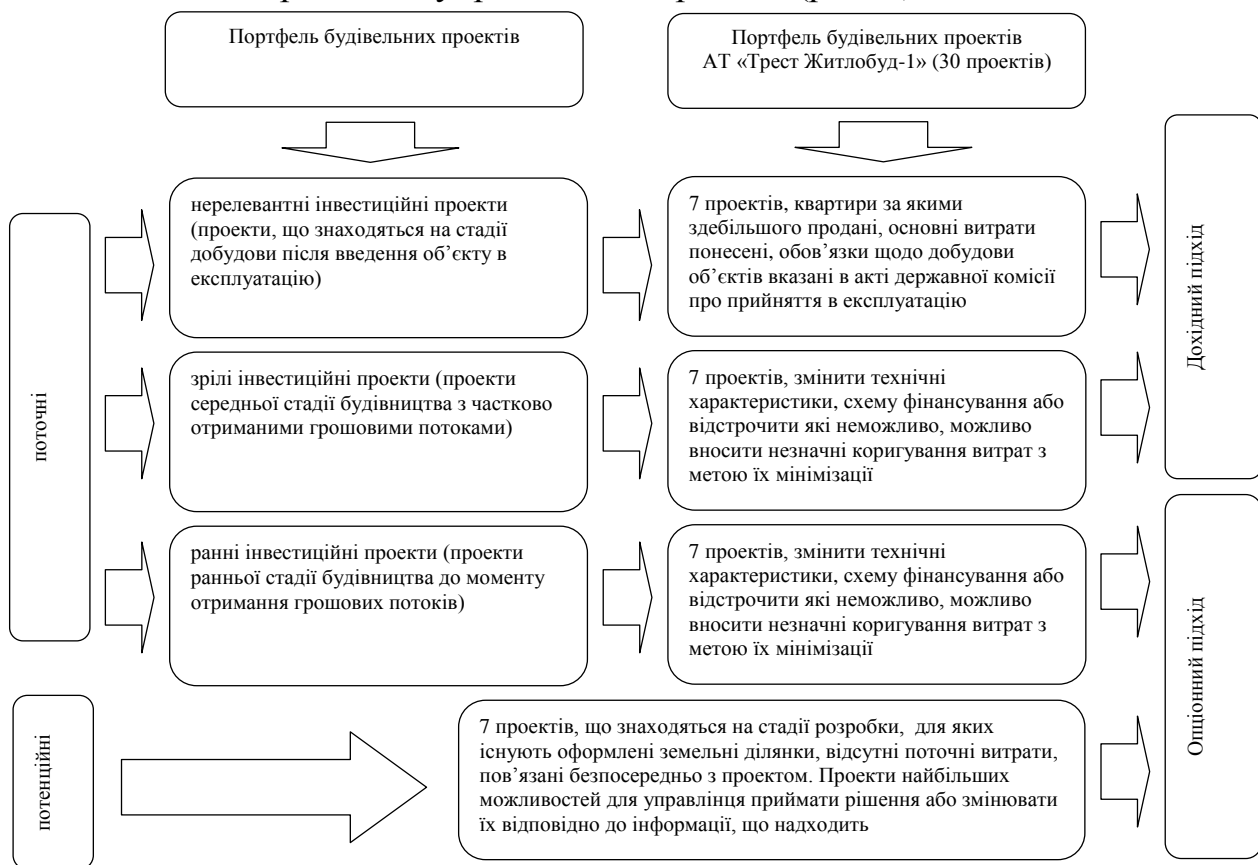 Портфель будівельних проектів
Портфель будівельних проектів
АТ «Трест Житлобуд-1» (30 проектів)
поточні
нерелевантні інвестиційні проекти
(проекти, що знаходяться на стадії
добудови після введення об’єкту в
експлуатацію)
7 проектів, квартири за якими
здебільшого продані, основні витрати
понесені, обов’язки щодо добудови
об’єктів вказані в акті державної комісії
про прийняття в експлуатацію
Дохідний підхід
зрілі інвестиційні проекти (проекти
середньої стадії будівництва з частково
отриманими грошовими потоками)
7 проектів, змінити технічні
характеристики, схему фінансування або
відстрочити які неможливо, можливо
вносити незначні коригування витрат з
метою їх мінімізації
ранні інвестиційні проекти (проекти
ранньої стадії будівництва до моменту
отримання грошових потоків)
7 проектів, змінити технічні
характеристики, схему фінансування або
відстрочити які неможливо, можливо
вносити незначні коригування витрат з
метою їх мінімізації
Опціонний підхід
потенційні
7 проектів, що знаходяться на стадії розробки, для яких
існують оформлені земельні ділянки, відсутні поточні витрати,
пов’язані безпосередньо з проектом. Проекти найбільших
можливостей для управлінця приймати рішення або змінювати
їх відповідно до інформації, що надходить